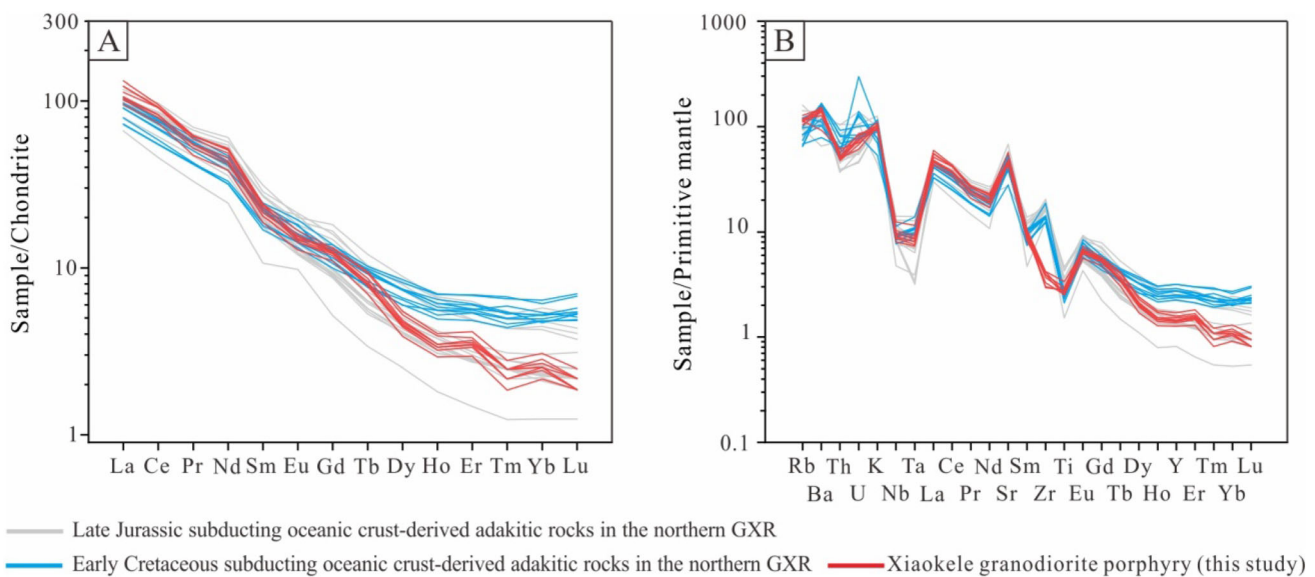 A
300
100
10
1
Sample/Chondrite
La Ce Pr Nd Sm Eu Gd Tb Dy Ho Er Tm Yb Lu
B
1000
100
10
1
0.1
Sample/Primitive mantle
Rb Th K Ta Ce Nd Sm Ti Gd Dy Y Tm Lu
Ba U Nb La Pr Sr Zr Eu Tb Ho Er Yb
Late Jurassic subducting oceanic crust-derived adakitic rocks in the northern GXR
Early Cretaceous subducting oceanic crust-derived adakitic rocks in the northern GXR
Xiaokele granodiorite porphyry (this study)